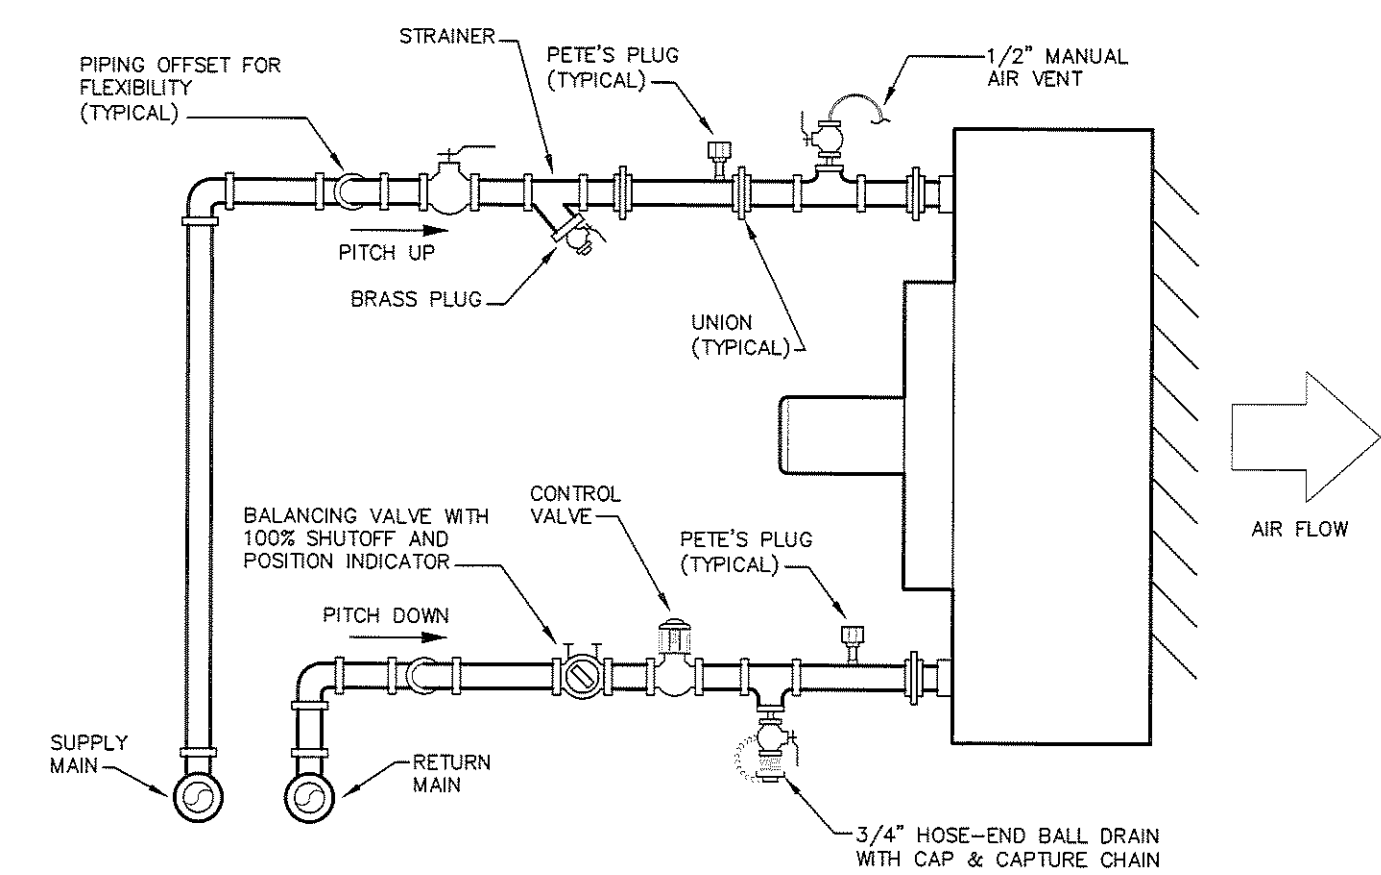 STRAINER
PETE'S PLUG
(TYPICAL)
1/2" MANUAL
AIR VENT
PIPING OFFSET FOR
FLEXIBILITY
(TYPICAL)
PITCH UP
BRASS PLUG
UNION
(TYPICAL)
CONTROL
VALVE
BALANCING VALVE WITH
100% SHUTOFF AND
POSITION INDICATOR
PETE'S PLUG
(TYPICAL)
AIR FLOW
PITCH DOWN
SUPPLY
MAIN
RETURN
MAIN
3/4" HOSE-END BALL DRAIN
WITH CAP & CAPTURE CHAIN